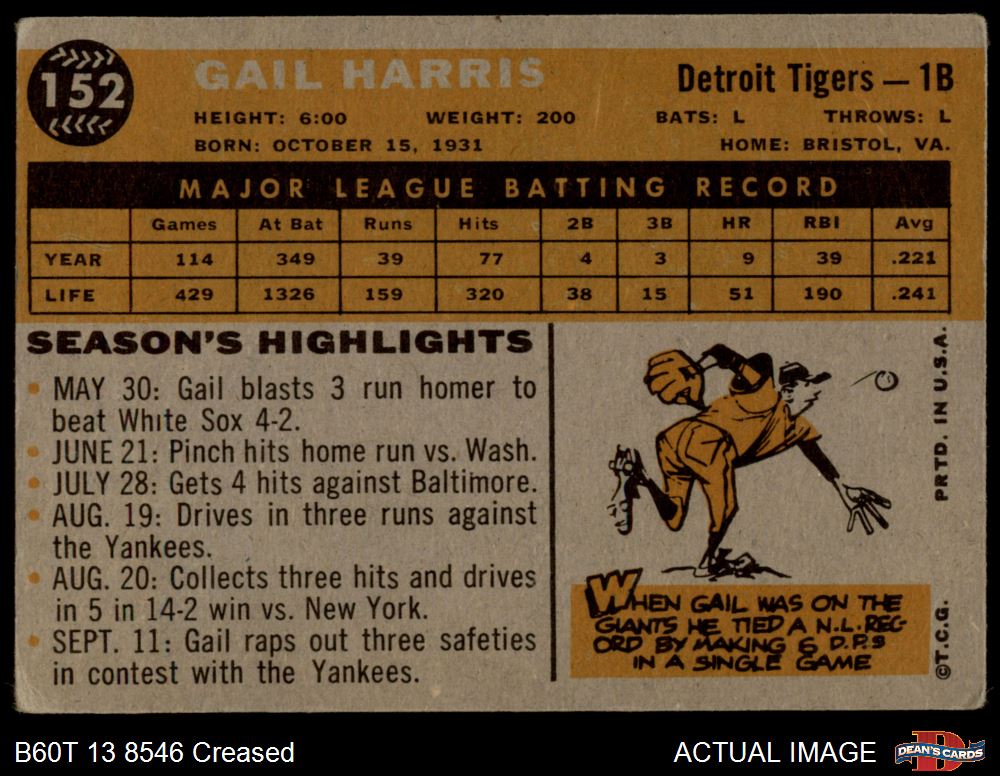 152
GAIL HARRIS
Detroit Tigers — 1B
HEIGHT: 6:00 WEIGHT: 200 BATS: L THROWS: L
BORN: OCTOBER 15, 1931 HOME: BRISTOL, VA.
MAJOR LEAGUE BATTING RECORD
Games At Bat Runs Hits 2B 3B HR RBI Avg
YEAR 114 349 39 77 4 3 9 39 .221
LIFE 429 1326 159 320 38 15 51 190 .241
SEASON'S HIGHLIGHTS
• MAY 30: Gail blasts 3 run homer to
beat White Sox 4-2.
• JUNE 21: Pinch hits home run vs. Wash.
• JULY 28: Gets 4 hits against Baltimore.
• AUG. 19: Drives in three runs against
the Yankees.
• AUG. 20: Collects three hits and drives
in 5 in 14-2 win vs. New York.
• SEPT. 11: Gail raps out three safeties
in contest with the Yankees.
WHEN GAIL WAS ON THE
GIANTS HE TIED A N.L. REC-
ORD BY MAKING 6 D.P.S
IN A SINGLE GAME
©T.C.G. PRTD. IN U.S.A.
B60T 13 8546 Creased
ACTUAL IMAGE
D
DEAN'S CARDS